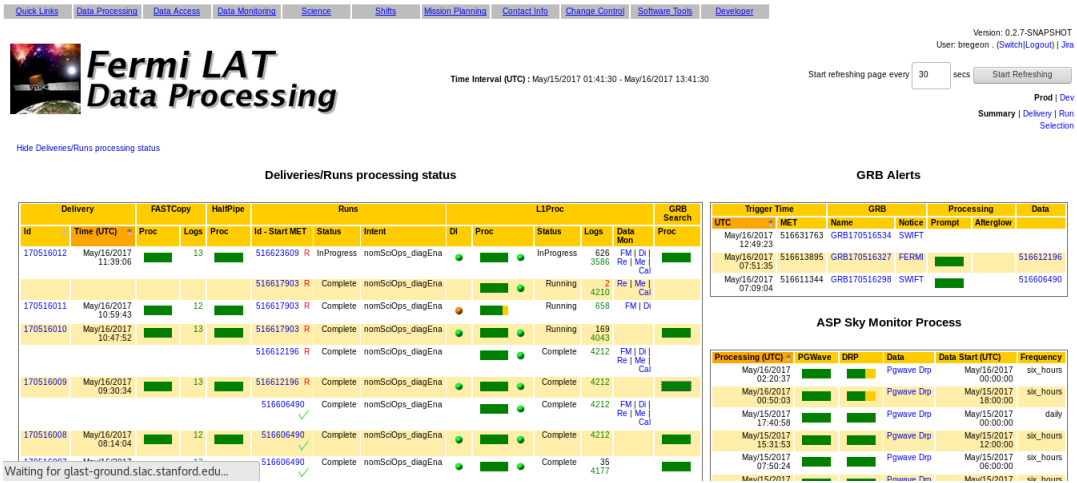 Quick Links Data Processing Data Access Data Monitoring Science Shifts Mission Planning Contact Info Change Control Software Tools Developer
Version: 0.2.7-SNAPSHOT
User: bregeon . (Switch|Logout) | Jira
Fermi LAT
Data Processing
Time Interval (UTC) : May/15/2017 01:41:30 - May/16/2017 13:41:30
Start refreshing page every 30 secs Start Refreshing
Prod | Dev
Summary | Delivery | Run
Selection
Hide Deliveries/Runs processing status
Deliveries/Runs processing status
Delivery FASTCopy HalfPipe Runs L1Proc GRB
Search
Id Time (UTC) Proc Logs Proc Id - Start MET Status Intent DI Proc Status Logs Data
Mon Proc
170516012 May/16/2017 13 516623609 R InProgress nomSciOps_diagEna InProgress 626 FM | Di |
11:39:06 3586 Re | Me |
Cal
516617903 R Complete nomSciOps_diagEna Running 2 Re | Me |
4210 Cal
170516011 May/16/2017 12 516617903 R Complete nomSciOps_diagEna Running 658 FM | Di
10:59:43
170516010 May/16/2017 13 516617903 R Complete nomSciOps_diagEna Running 169
10:47:52 4043
516612196 R Complete nomSciOps_diagEna Complete 4212 FM | Di |
Re | Me |
Cal
170516009 May/16/2017 13 516612196 R Complete nomSciOps_diagEna Complete 4212
09:30:34
516606490 Complete nomSciOps_diagEna Complete 4212 FM | Di |
Re | Me |
Cal
170516008 May/16/2017 12 516606490 Complete nomSciOps_diagEna Complete 4212
08:14:04
516606490 Complete nomSciOps_diagEna Complete 35
4177
Waiting for glast-ground.slac.stanford.edu...
GRB Alerts
Trigger Time GRB Processing Data
UTC MET Name Notice Prompt Afterglow
May/16/2017 516631763 GRB170516534 SWIFT
12:49:23
May/16/2017 516613895 GRB170516327 FERMI 516612196
07:51:35
May/16/2017 516611344 GRB170516298 SWIFT 516606490
07:09:04
ASP Sky Monitor Process
Processing (UTC) PGWave DRP Data Data Start (UTC) Frequency
May/16/2017 Pgwave Drp May/16/2017 six_hours
02:20:37 00:00:00
May/16/2017 Pgwave Drp May/15/2017 six_hours
00:50:03 18:00:00
May/15/2017 Pgwave Drp May/15/2017 daily
17:40:58 00:00:00
May/15/2017 Pgwave Drp May/15/2017 six_hours
15:31:53 12:00:00
May/15/2017 Pgwave Drp May/15/2017 six_hours
07:50:24 06:00:00
May/15/2017 Pgwave Drp May/15/2017 six_hours